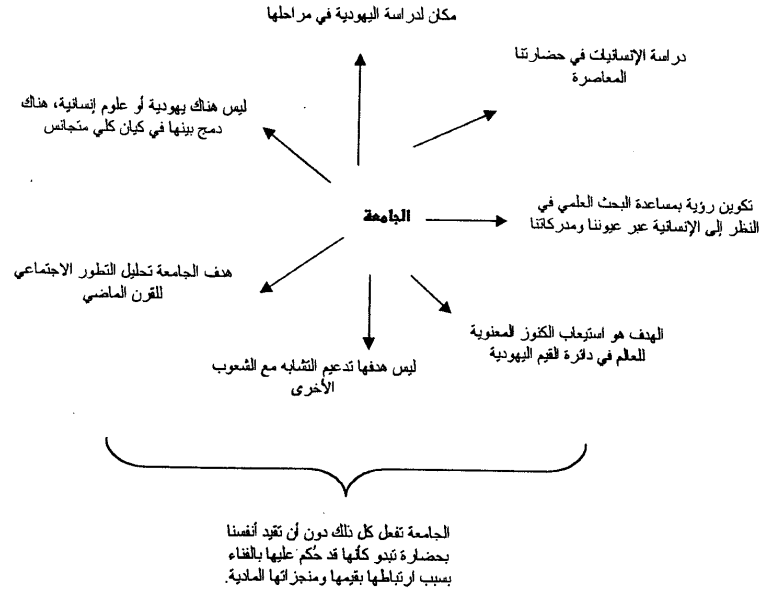 مكان لدراسة اليهودية في مراحلها
دراسة الإنسانيات في حضارتنا
المعاصرة
ليس هناك يهودية أو علوم إنسانية، هناك
دمج بينها في كيان كلي متجانس
الجامعة
تكوين رؤية بمساعدة البحث العلمي في
النظر إلى الإنسانية عبر عيوننا ومدركاتنا
هدف الجامعة تحليل التطور الاجتماعي
للقرن الماضي
الهدف هو استيعاب الكنوز المعنوية
للعالم في دائرة القيم اليهودية
ليس هدفها تدعيم التشابه مع الشعوب
الأخرى
الجامعة تفعل كل ذلك دون أن تقيد أنفسنا
بحضارة تبدو كأنها قد حُكم عليها بالفناء
بسبب ارتباطها بقيمها ومنجزاتها المادية.